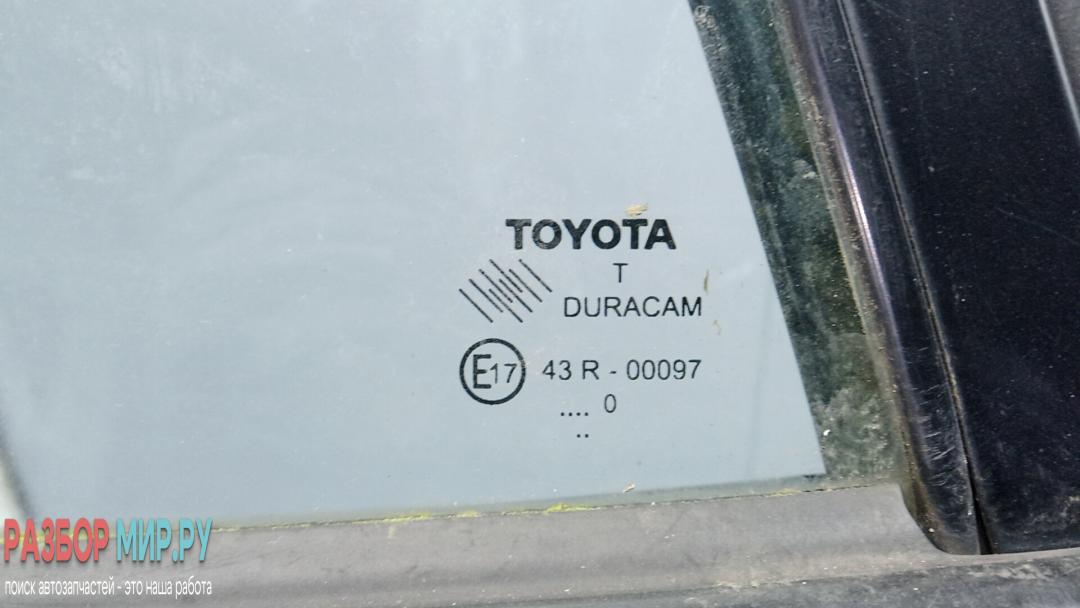 TOYOTA
T
DURACAM
E17 43 R - 00097
.... 0
..
РАЗБОР МИР.РУ
поиск автозапчастей - это наша работа